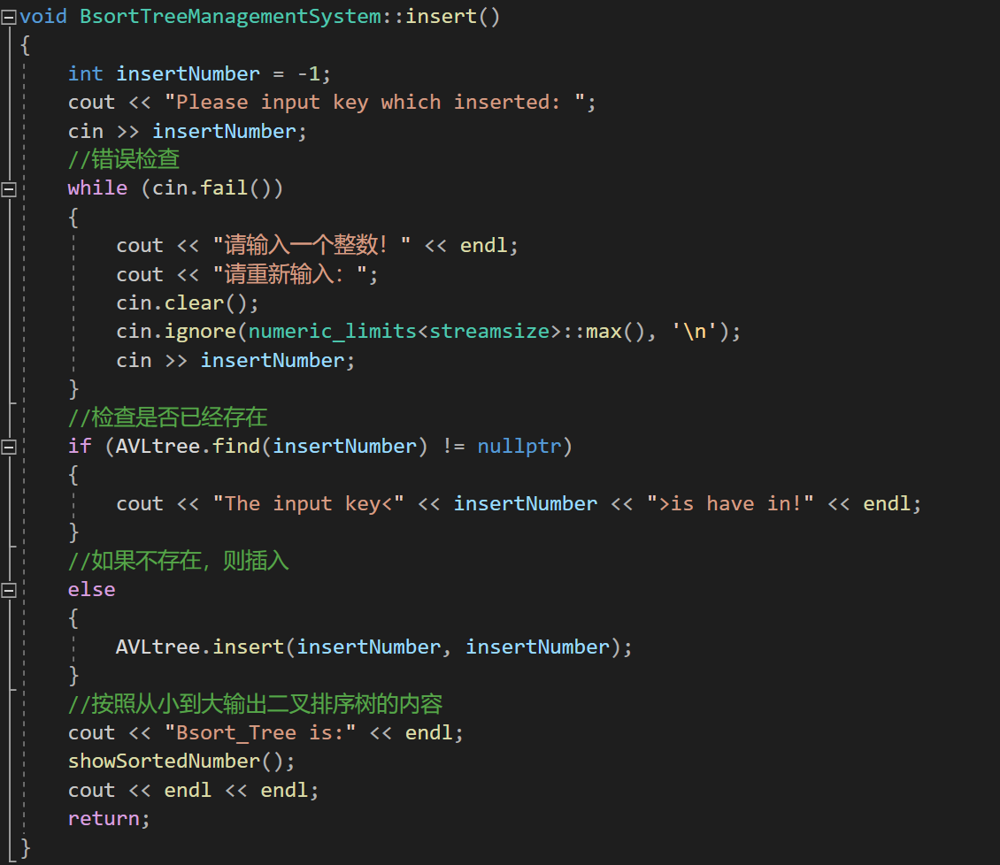 void BsortTreeManagementSystem::insert()
{
    int insertNumber = -1;
    cout << "Please input key which inserted: ";
    cin >> insertNumber;
    //错误检查
    while (cin.fail())
    {
        cout << "请输入一个整数！" << endl;
        cout << "请重新输入：";
        cin.clear();
        cin.ignore(numeric_limits<streamsize>::max(), '\n');
        cin >> insertNumber;
    }
    //检查是否已经存在
    if (AVLtree.find(insertNumber) != nullptr)
    {
        cout << "The input key<" << insertNumber << ">is have in!" << endl;
    }
    //如果不存在，则插入
    else
    {
        AVLtree.insert(insertNumber, insertNumber);
    }
    //按照从小到大输出二叉排序树的内容
    cout << "Bsort_Tree is:" << endl;
    showSortedNumber();
    cout << endl << endl;
    return;
}